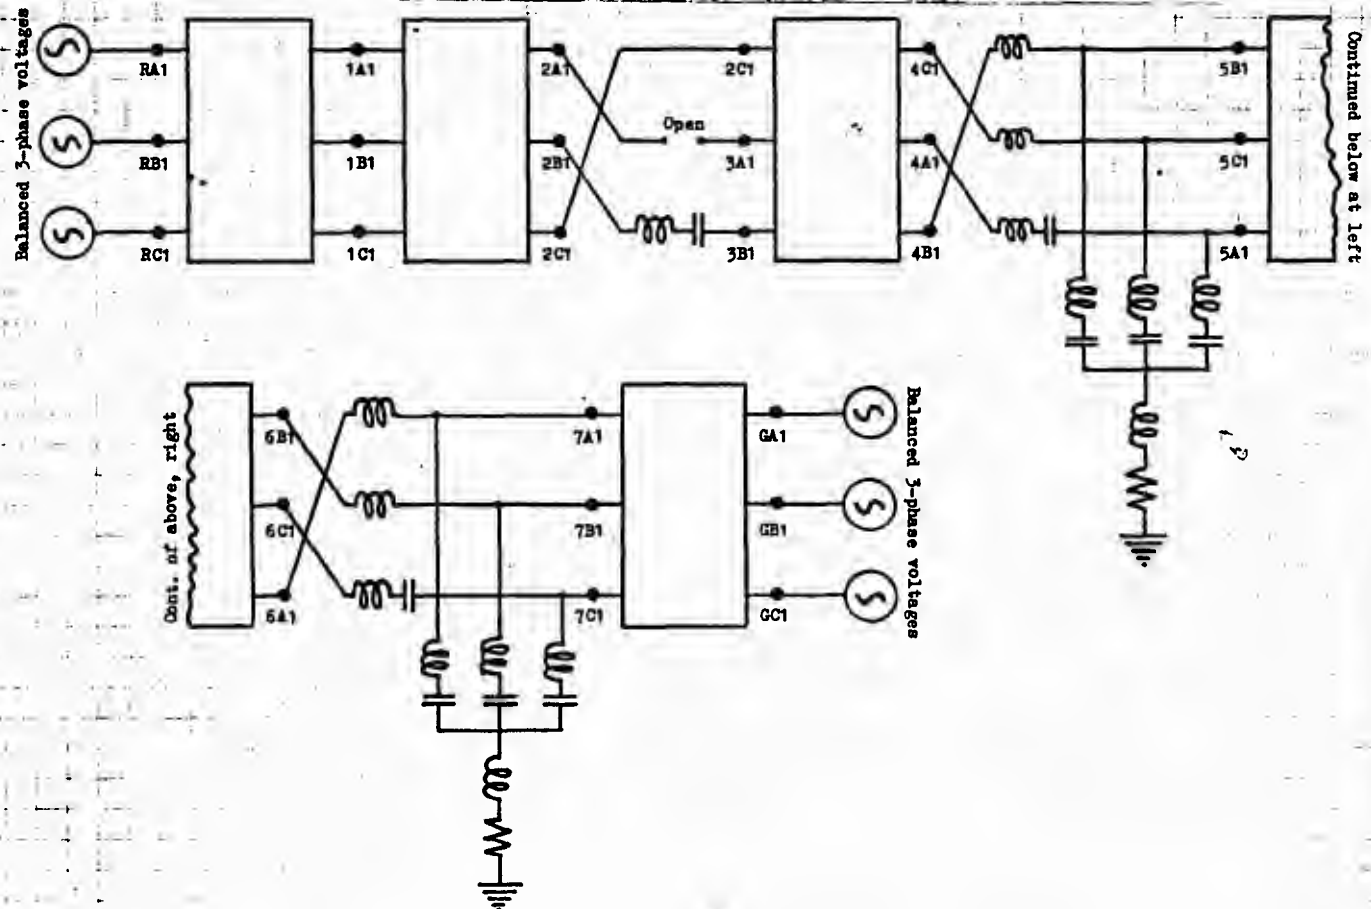 Balanced 3-phase voltages
RA1
1A1
2A1
2C1
4C1
5B1
Open
RB1
1B1
2B1
3A1
4A1
5C1
RC1
1C1
2C1
3B1
4B1
5A1
Continued below at left
Cont. of above, right
6B1
7A1
GA1
6C1
7B1
GB1
6A1
7C1
GC1
Balanced 3-phase voltages